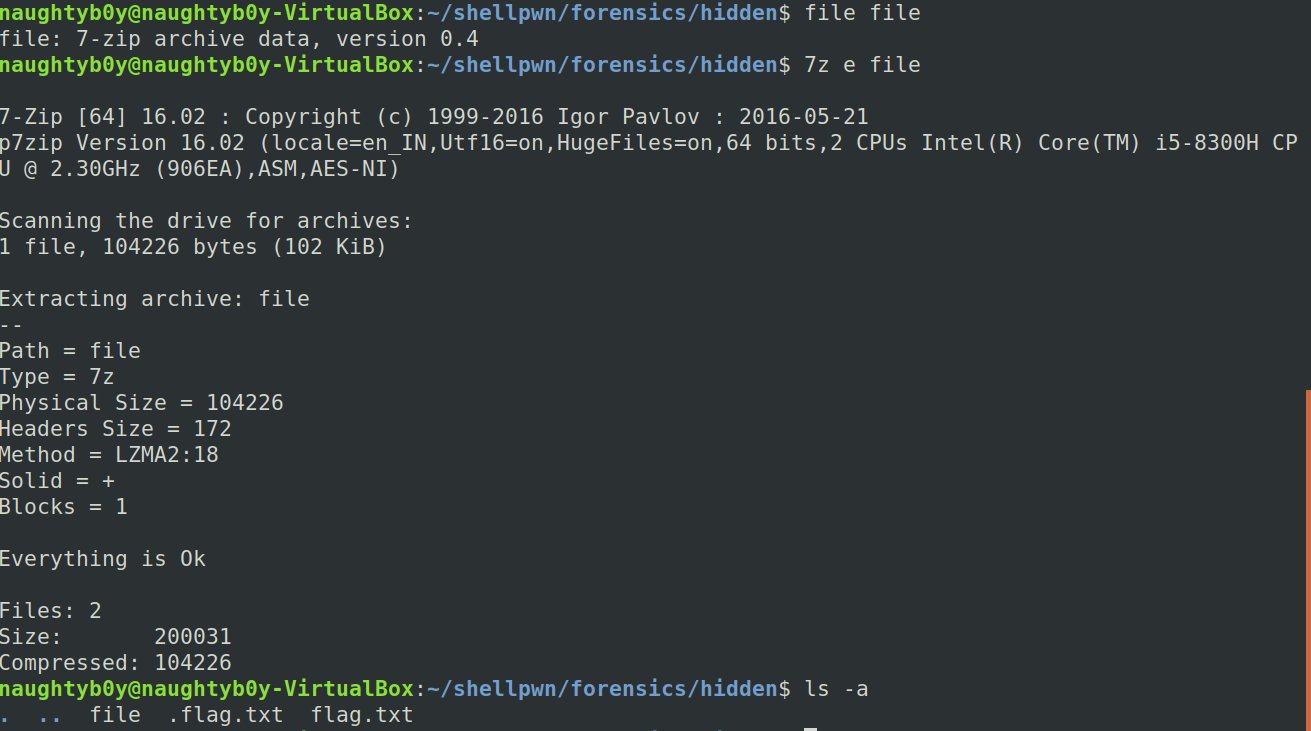 naughtyb0y@naughtyb0y-VirtualBox:~/shellpwn/forensics/hidden$ file file
file: 7-zip archive data, version 0.4
naughtyb0y@naughtyb0y-VirtualBox:~/shellpwn/forensics/hidden$ 7z e file
7-Zip [64] 16.02 : Copyright (c) 1999-2016 Igor Pavlov : 2016-05-21
p7zip Version 16.02 (locale=en_IN,Utf16=on,HugeFiles=on,64 bits,2 CPUs Intel(R) Core(TM) i5-8300H CP
U @ 2.30GHz (906EA),ASM,AES-NI)
Scanning the drive for archives:
1 file, 104226 bytes (102 KiB)
Extracting archive: file
--
Path = file
Type = 7z
Physical Size = 104226
Headers Size = 172
Method = LZMA2:18
Solid = +
Blocks = 1
Everything is Ok
Files: 2
Size:       200031
Compressed: 104226
naughtyb0y@naughtyb0y-VirtualBox:~/shellpwn/forensics/hidden$ ls -a
.  ..  file  .flag.txt  flag.txt